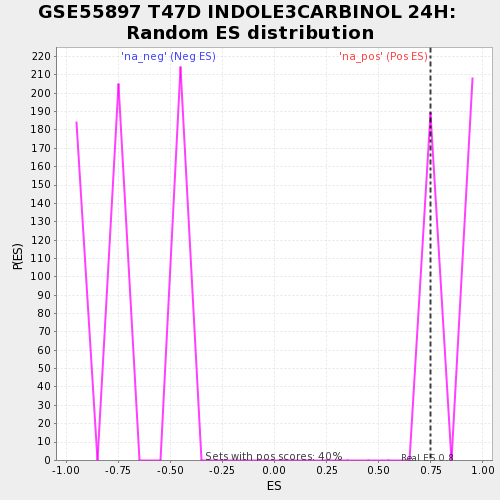 GSE55897 T47D INDOLE3CARBINOL 24H:
Random ES distribution
'na_neg' (Neg ES)
'na_pos' (Pos ES)
220
210
200
190
180
170
160
150
140
130
120
110
100
90
80
70
60
50
40
30
20
10
0
P(ES)
Sets with pos scores: 40%
Real ES 0.8
-1.00 -0.75 -0.50 -0.25 0.00 0.25 0.50 0.75 1.00
ES